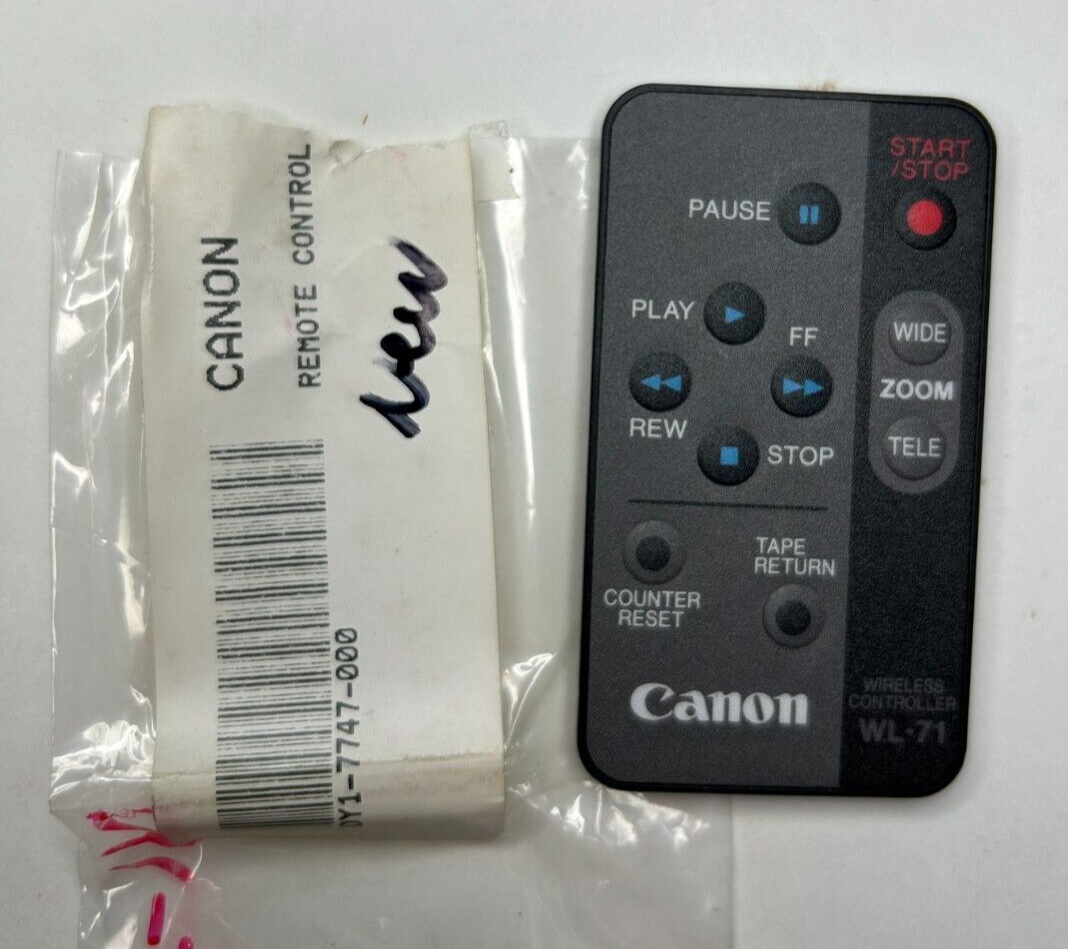 CANON
REMOTE CONTROL
New
DY1-7747-000
START
/STOP
PAUSE
PLAY
FF
WIDE
ZOOM
REW
STOP
TELE
TAPE
RETURN
COUNTER
RESET
Canon
WIRELESS
CONTROLLER
WL-71